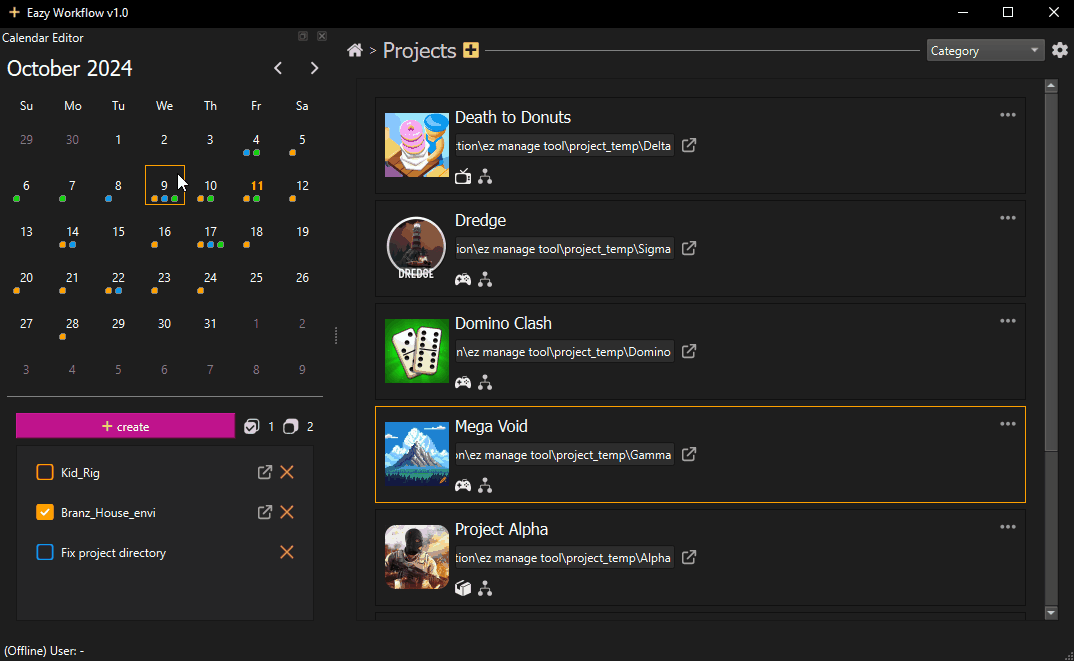 Eazy Workflow v1.0
Calendar Editor
October 2024
Su Mo Tu We Th Fr Sa
29 30 1 2 3 4 5
6 7 8 9 10 11 12
13 14 15 16 17 18 19
20 21 22 23 24 25 26
27 28 29 30 31 1 2
3 4 5 6 7 8 9
+ create 1 2
Kid_Rig
Branz_House_envi
Fix project directory
> Projects
Category
Death to Donuts
tion\ez manage tool\project_temp\Delta
Dredge
ion\ez manage tool\project_temp\Sigma
DREDGE
Domino Clash
n\ez manage tool\project_temp\Domino
Mega Void
on\ez manage tool\project_temp\Gamma
Project Alpha
tion\ez manage tool\project_temp\Alpha
(Offline) User: -